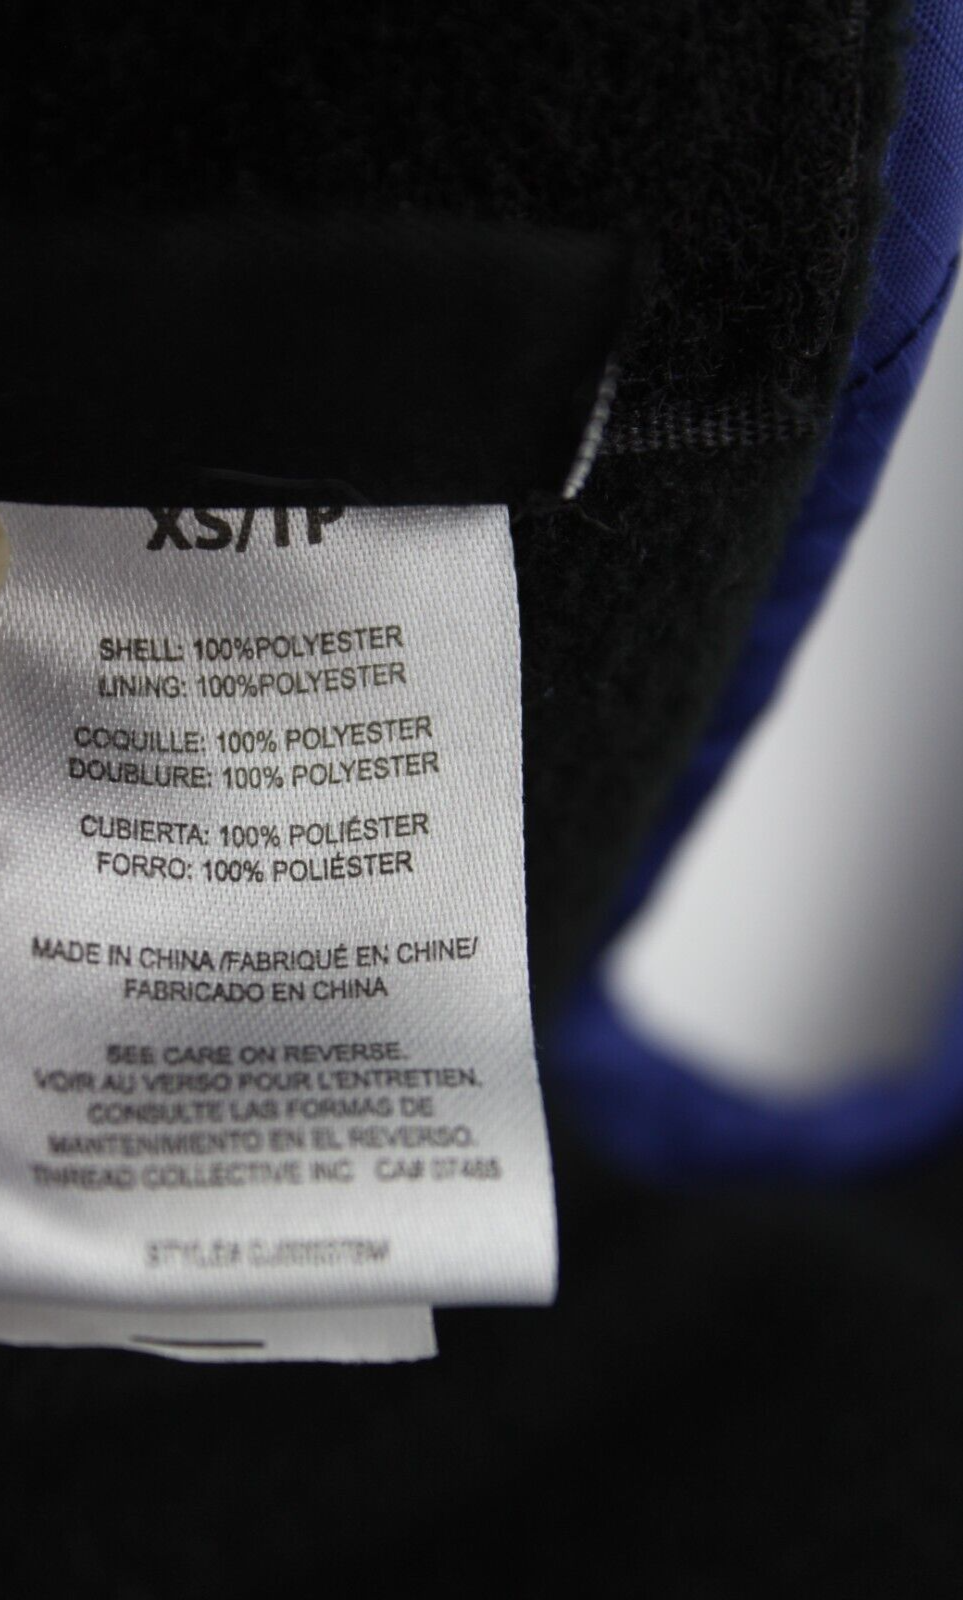 XS/TP
SHELL: 100%POLYESTER
LINING: 100%POLYESTER
COQUILLE: 100% POLYESTER
DOUBLURE: 100% POLYESTER
CUBIERTA: 100% POLIÉSTER
FORRO: 100% POLIÉSTER
MADE IN CHINA /FABRIQUÉ EN CHINE/
FABRICADO EN CHINA
SEE CARE ON REVERSE.
VOIR AU VERSO POUR L'ENTRETIEN.
CONSULTE LAS FORMAS DE
MANTENIMIENTO EN EL REVERSO.
THREAD COLLECTIVE INC CA#